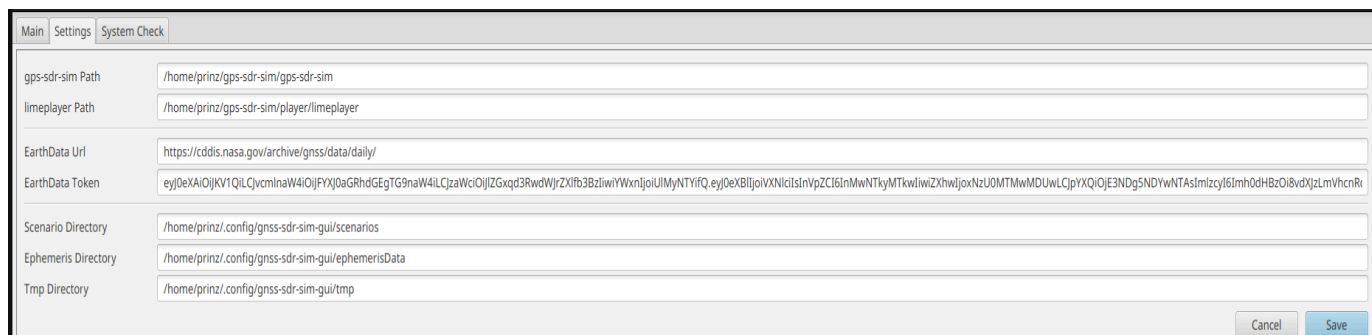 Main Settings System Check
gps-sdr-sim Path /home/prinz/gps-sdr-sim/gps-sdr-sim
limeplayer Path /home/prinz/gps-sdr-sim/player/limeplayer
EarthData Url https://cddis.nasa.gov/archive/gnss/data/daily/
EarthData Token
Scenario Directory /home/prinz/.config/gnss-sdr-sim-gui/scenarios
Ephemeris Directory /home/prinz/.config/gnss-sdr-sim-gui/ephemerisData
Tmp Directory /home/prinz/.config/gnss-sdr-sim-gui/tmp
Cancel Save